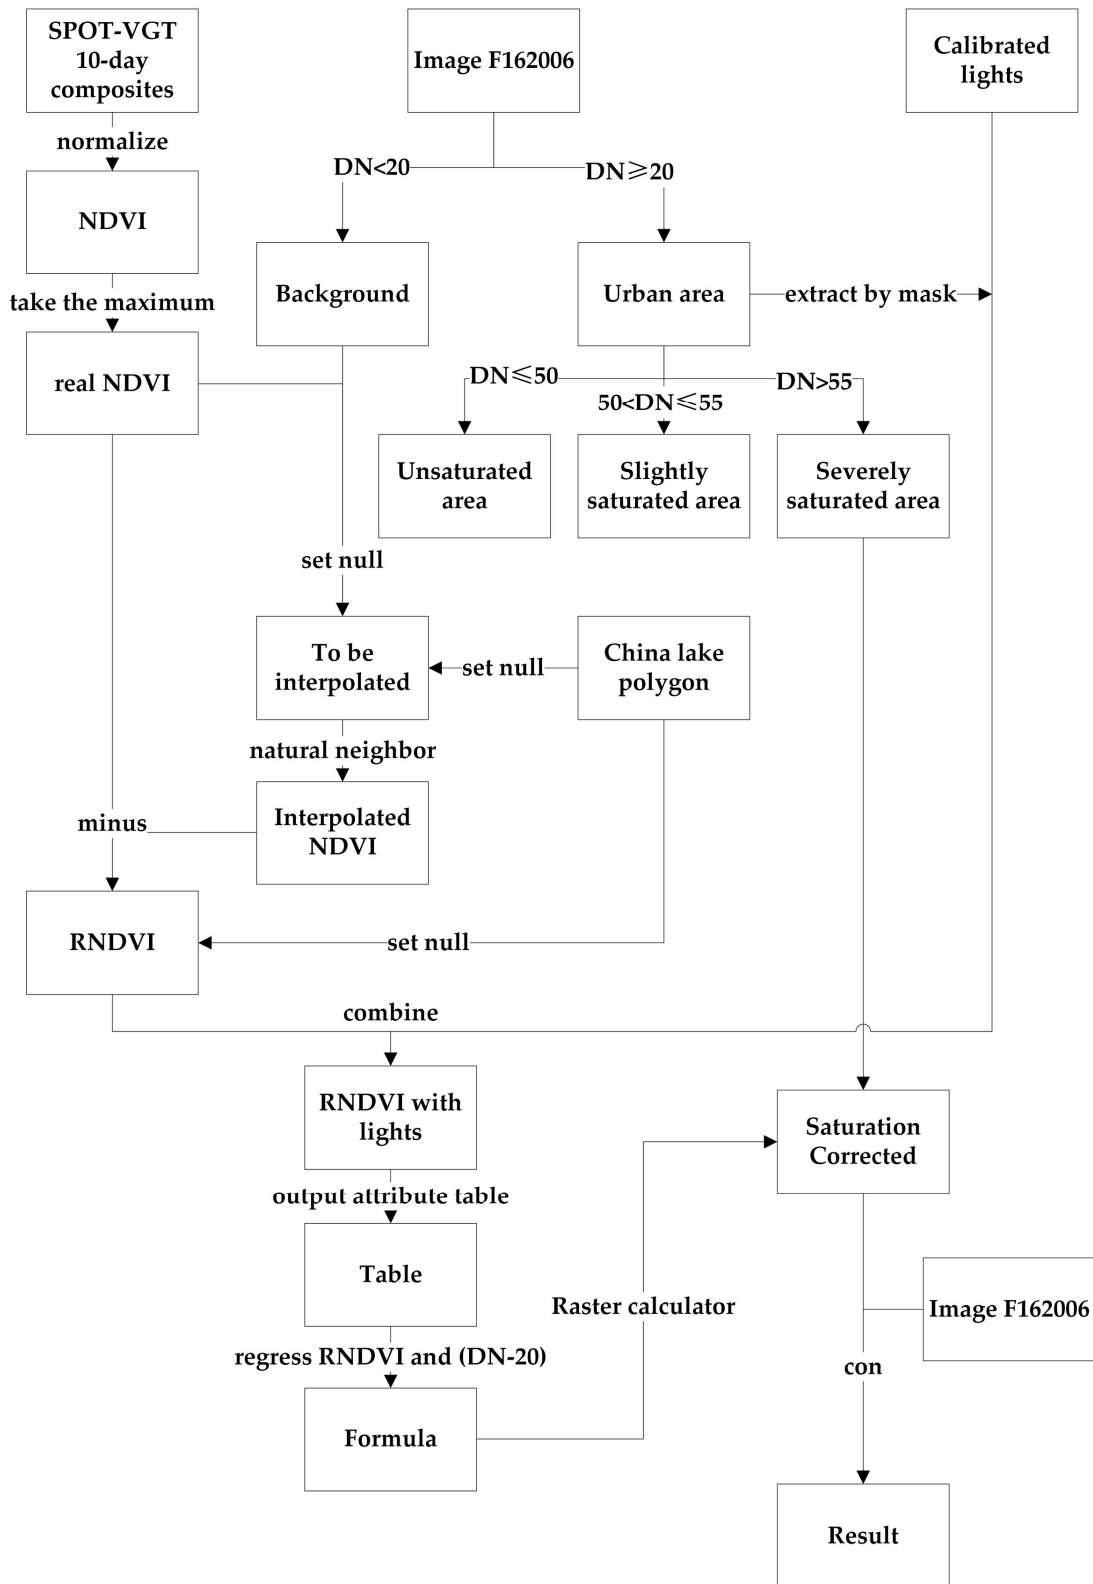 SPOT-VGT
10-day
composites
Image F162006
Calibrated
lights
normalize
DN<20
DN≥20
NDVI
Background
Urban area
extract by mask
take the maximum
real NDVI
DN≤50
50<DN≤55
DN>55
Unsaturated
area
Slightly
saturated area
Severely
saturated area
set null
To be
interpolated
set null
China lake
polygon
natural neighbor
Interpolated
NDVI
minus
RNDVI
set null
combine
RNDVI with
lights
Saturation
Corrected
output attribute table
Table
Raster calculator
Image F162006
regress RNDVI and (DN-20)
con
Formula
Result